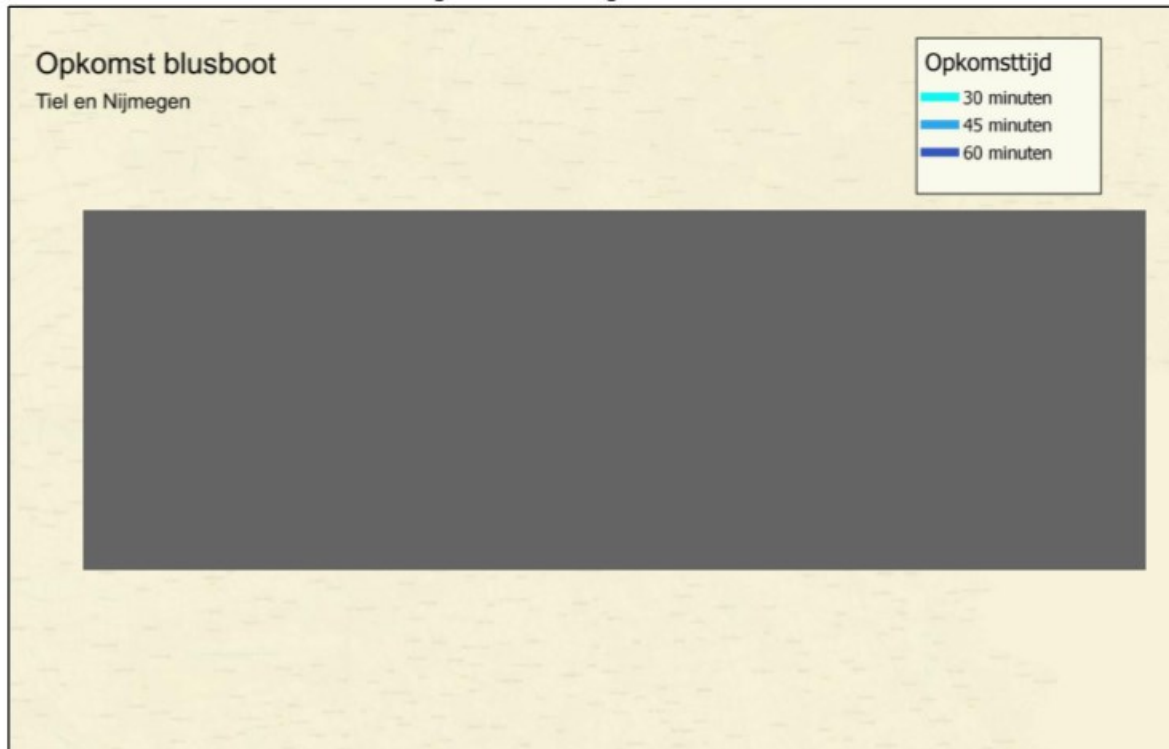 Opkomst blusboot
Tiel en Nijmegen
Opkomsttijd
30 minuten
45 minuten
60 minuten